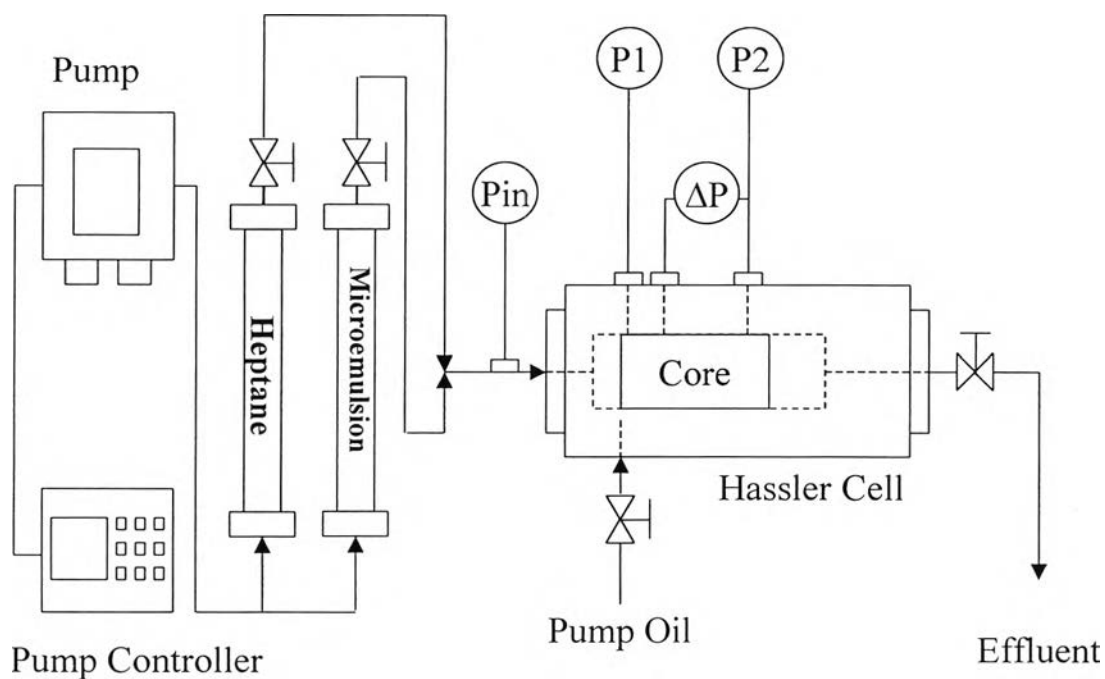 Pump
P1
P2
Pin
ΔP
Heptane
Microemulsion
Core
Hassler Cell
Pump Oil
Pump Controller
Effluent